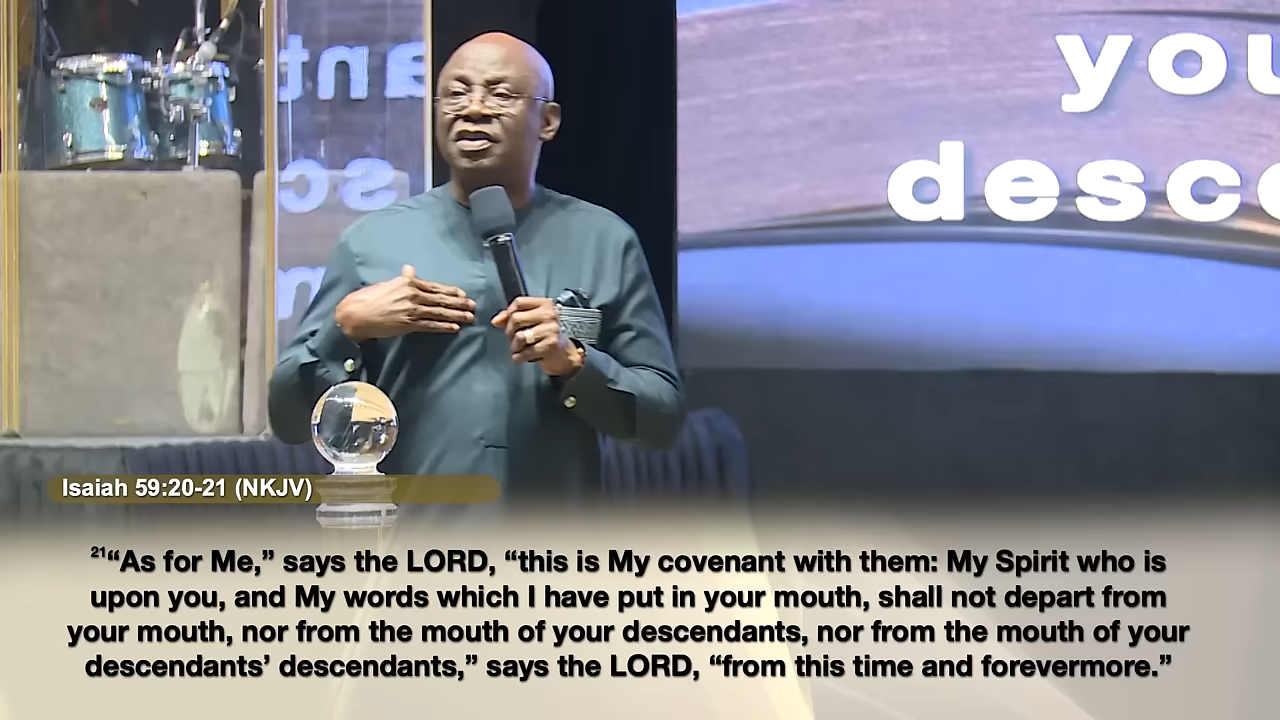 you
desce
ant
sc
Isaiah 59:20-21 (NKJV)
21“As for Me,” says the LORD, “this is My covenant with them: My Spirit who is
upon you, and My words which I have put in your mouth, shall not depart from
your mouth, nor from the mouth of your descendants, nor from the mouth of your
descendants’ descendants,” says the LORD, “from this time and forevermore.”